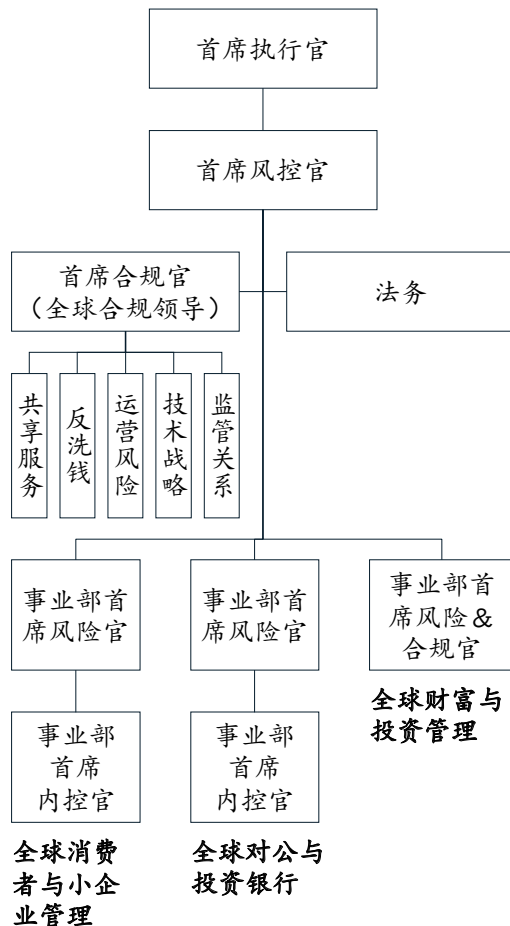 首席执行官
首席风控官
首席合规官
（全球合规领导）
法务
共享服务
反洗钱
运营风险
技术战略
监管关系
事业部首
席风险官
事业部首
席风险官
事业部首
席风险&
合规官
全球财富与
投资管理
事业部
首席
内控官
事业部
首席
内控官
全球消费
者与小企
业管理
全球对公与
投资银行